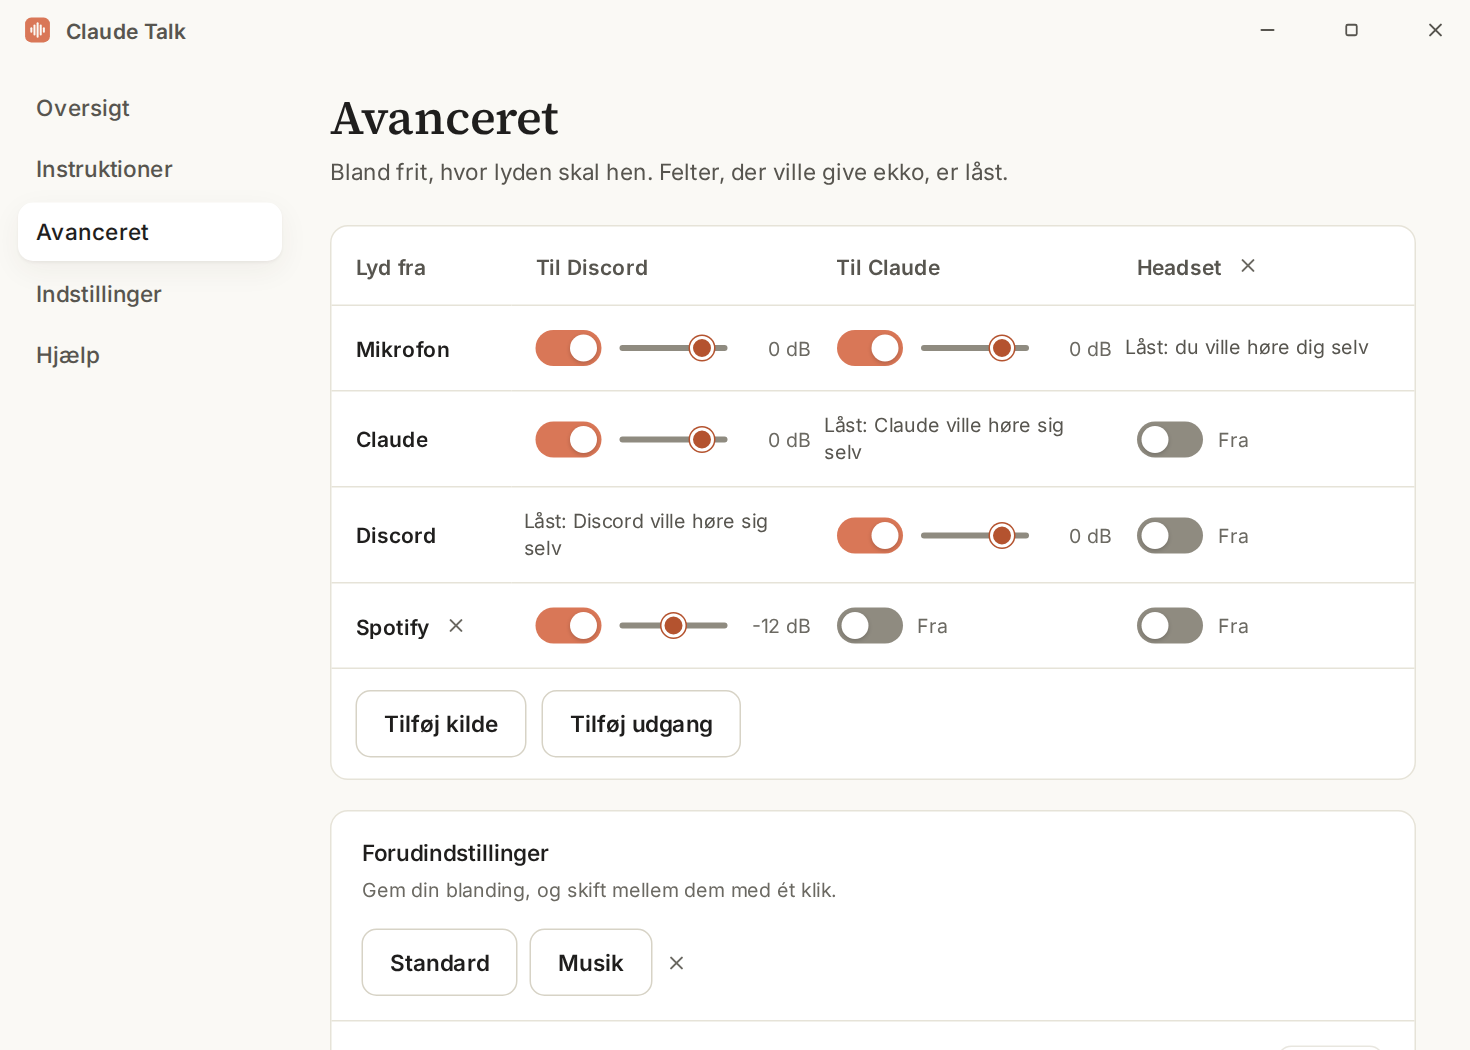 Claude Talk
Oversigt
Instruktioner
Avanceret
Indstillinger
Hjælp
Avanceret
Bland frit, hvor lyden skal hen. Felter, der ville give ekko, er låst.
Lyd fra Til Discord Til Claude Headset
Mikrofon 0 dB 0 dB Låst: du ville høre dig selv
Claude 0 dB Låst: Claude ville høre sig
selv
Fra
Discord Låst: Discord ville høre sig
selv
0 dB Fra
Spotify -12 dB Fra Fra
Tilføj kilde Tilføj udgang
Forudindstillinger
Gem din blanding, og skift mellem dem med ét klik.
Standard Musik